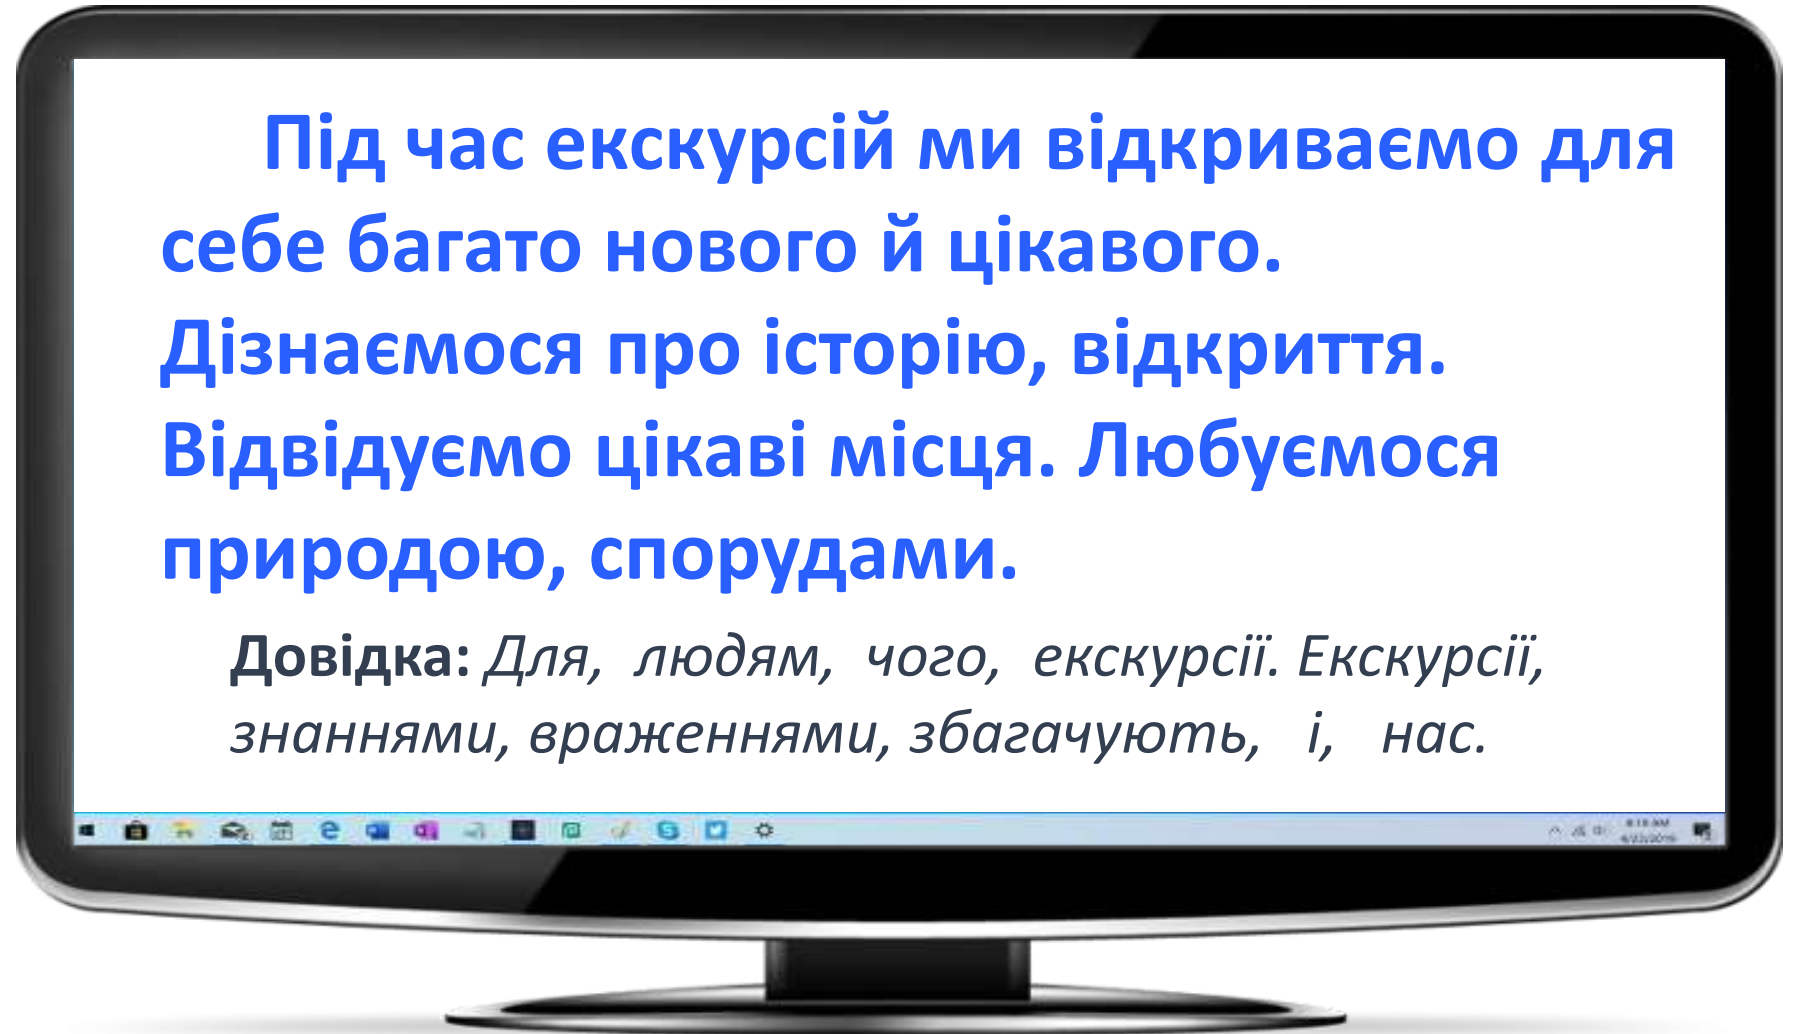 Під час екскурсій ми відкриваємо для
себе багато нового й цікавого.
Дізнаємося про історію, відкриття.
Відвідуємо цікаві місця. Любуємося
природою, спорудами.
Довідка: Для, людям, чого, екскурсії. Екскурсії,
знаннями, враженнями, збагачують, і, нас.